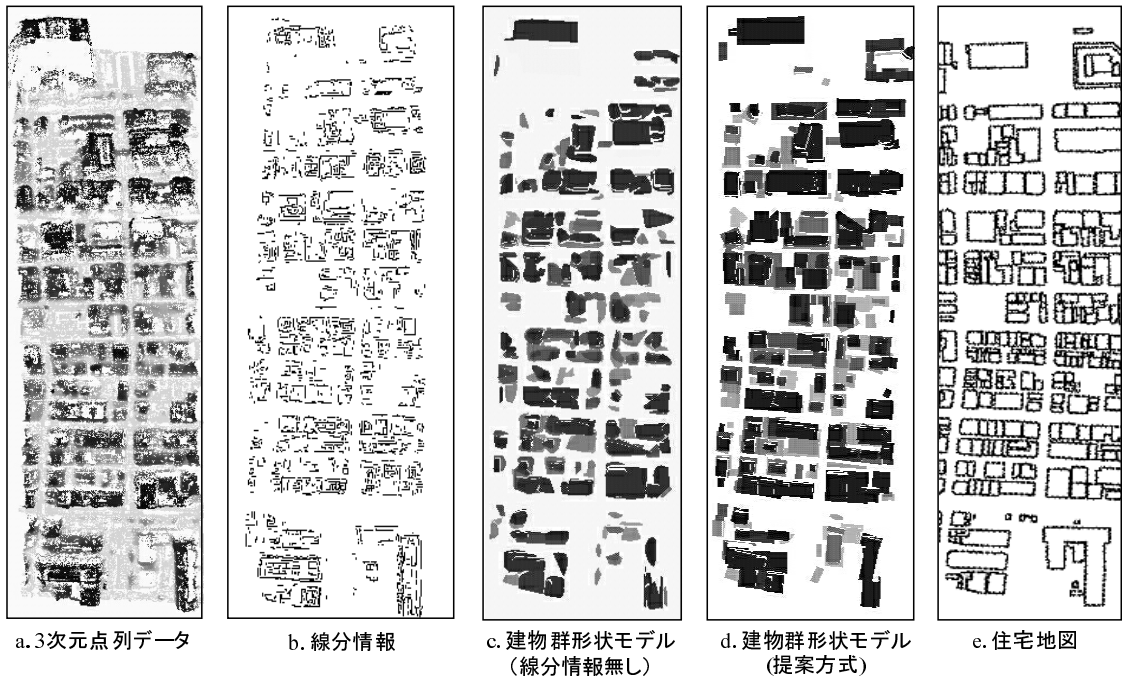 a. 3次元点列データ
b. 線分情報
c. 建物群形状モデル
（線分情報無し）
d. 建物群形状モデル
(提案方式)
e. 住宅地図